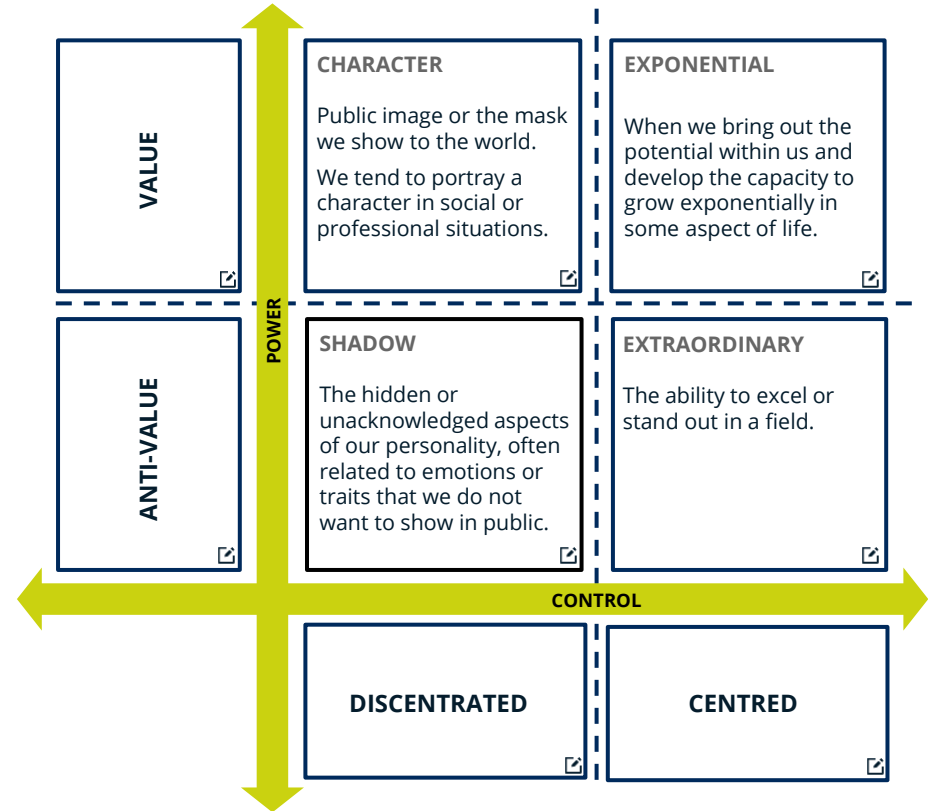 VALUE
CHARACTER
Public image or the mask
we show to the world.
We tend to portray a
character in social or
professional situations.
EXPONENTIAL
When we bring out the
potential within us and
develop the capacity to
grow exponentially in
some aspect of life.
POWER
ANTI-VALUE
SHADOW
The hidden or
unacknowledged aspects
of our personality, often
related to emotions or
traits that we do not
want to show in public.
EXTRAORDINARY
The ability to excel or
stand out in a field.
CONTROL
DISCENTRATED
CENTRED